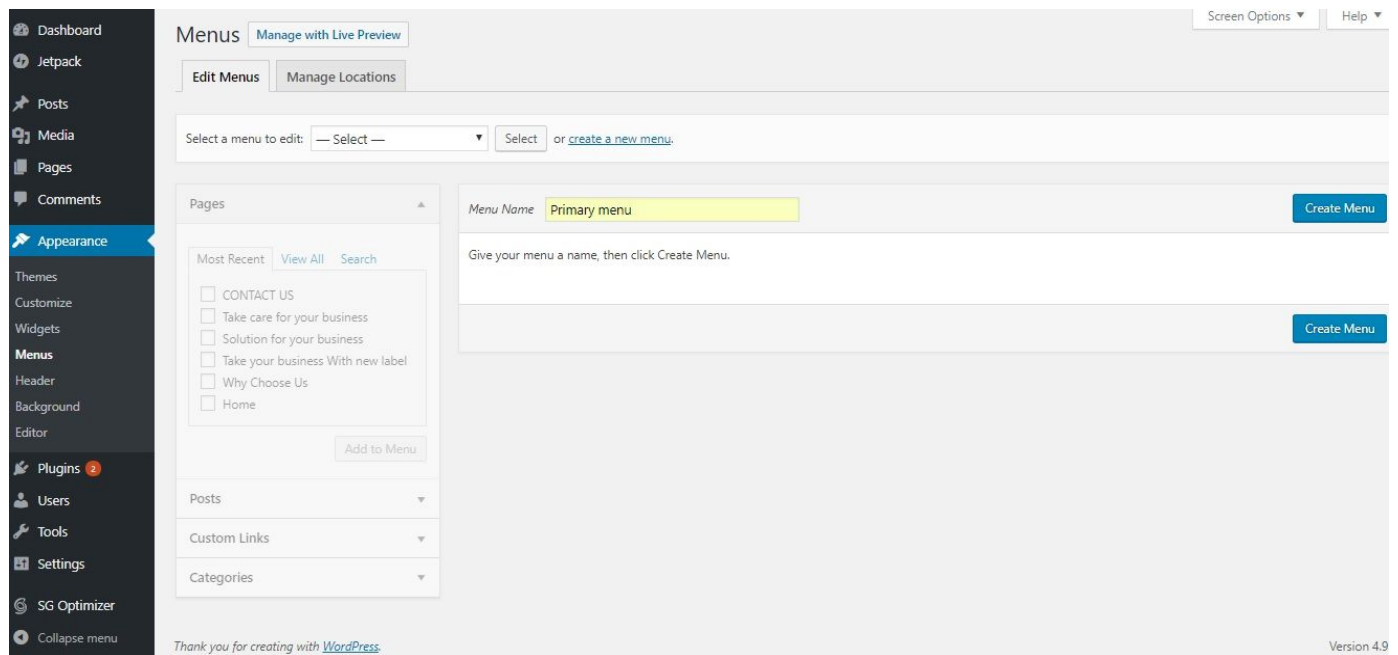 Dashboard
Jetpack
Posts
Media
Pages
Comments
Appearance
Themes
Customize
Widgets
Menus
Header
Background
Editor
Plugins 2
Users
Tools
Settings
SG Optimizer
Collapse menu
Screen Options ▼ Help ▼
Menus Manage with Live Preview
Edit Menus Manage Locations
Select a menu to edit: — Select — Select or create a new menu.
Pages
Most Recent View All Search
CONTACT US
Take care for your business
Solution for your business
Take your business With new label
Why Choose Us
Home
Add to Menu
Posts
Custom Links
Categories
Menu Name Primary menu Create Menu
Give your menu a name, then click Create Menu.
Create Menu
Thank you for creating with WordPress. Version 4.9